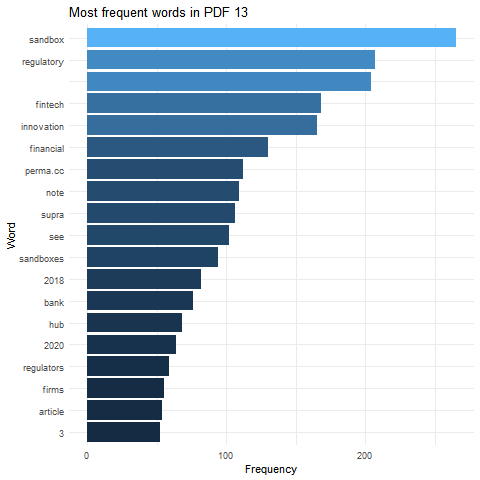 Most frequent words in PDF 13
sandbox
regulatory
fintech
innovation
financial
perma.cc
note
supra
see
sandboxes
2018
bank
hub
2020
regulators
firms
article
3
Word
0 100 200
Frequency